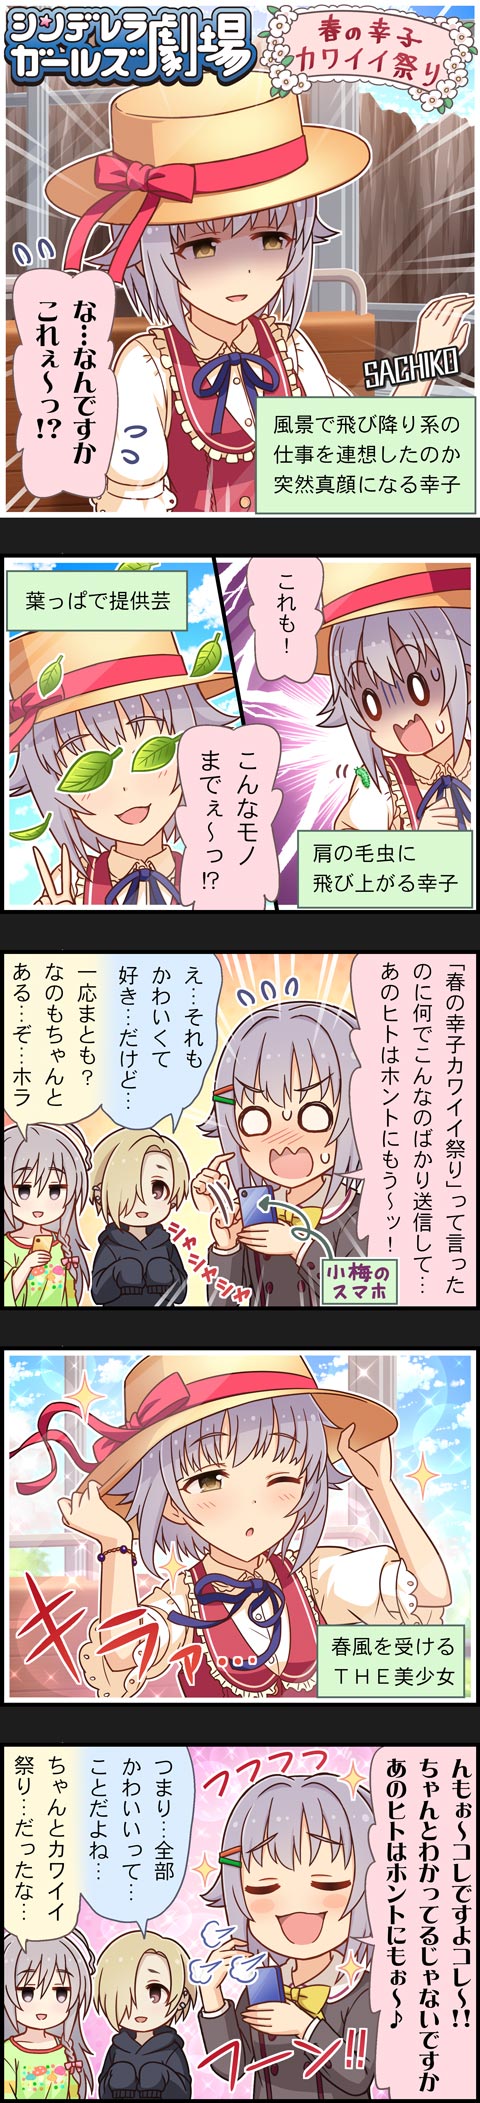 シンデレラ
ガールズ劇場
春の幸子
カワイイ祭り
な…なんですか
これぇ～っ!?
SACHIKO
風景で飛び降り系の
仕事を連想したのか
突然真顔になる幸子
これも！
肩の毛虫に
飛び上がる幸子
葉っぱで提供芸
こんなモノ
までぇ～っ!?
「春の幸子カワイイ祭り」って言った
のに何でこんなのばかり送信して…
あのヒトはホントにもう～ッ！
小梅の
スマホ
シャシャシャシャ
え…それも
かわいくて
好き…だけど…
一応まとも？
なのもちゃんと
ある…ぞ…ホラ
キラァ…
春風を受ける
ＴＨＥ美少女
んもぉ～コレですよコレ～!!
ちゃんとわかってるじゃないですか
あのヒトはホントにもぉ～♪
フフフフ
フーン!!
つまり…全部
かわいいって…
ことだよね…
ちゃんとカワイイ
祭り…だったな…